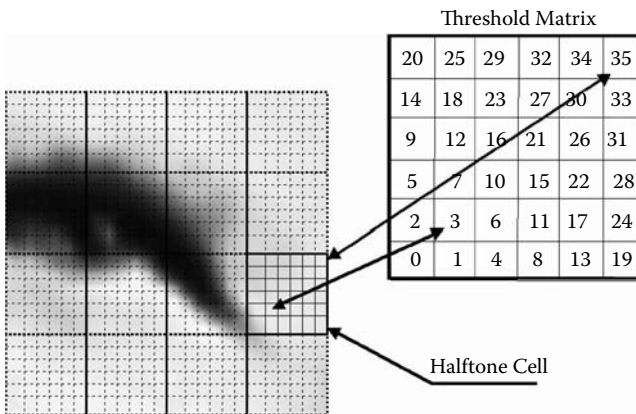 Threshold Matrix
20 25 29 32 34 35
14 18 23 27 30 33
9 12 16 21 26 31
5 7 10 15 22 28
2 3 6 11 17 24
0 1 4 8 13 19
Halftone Cell